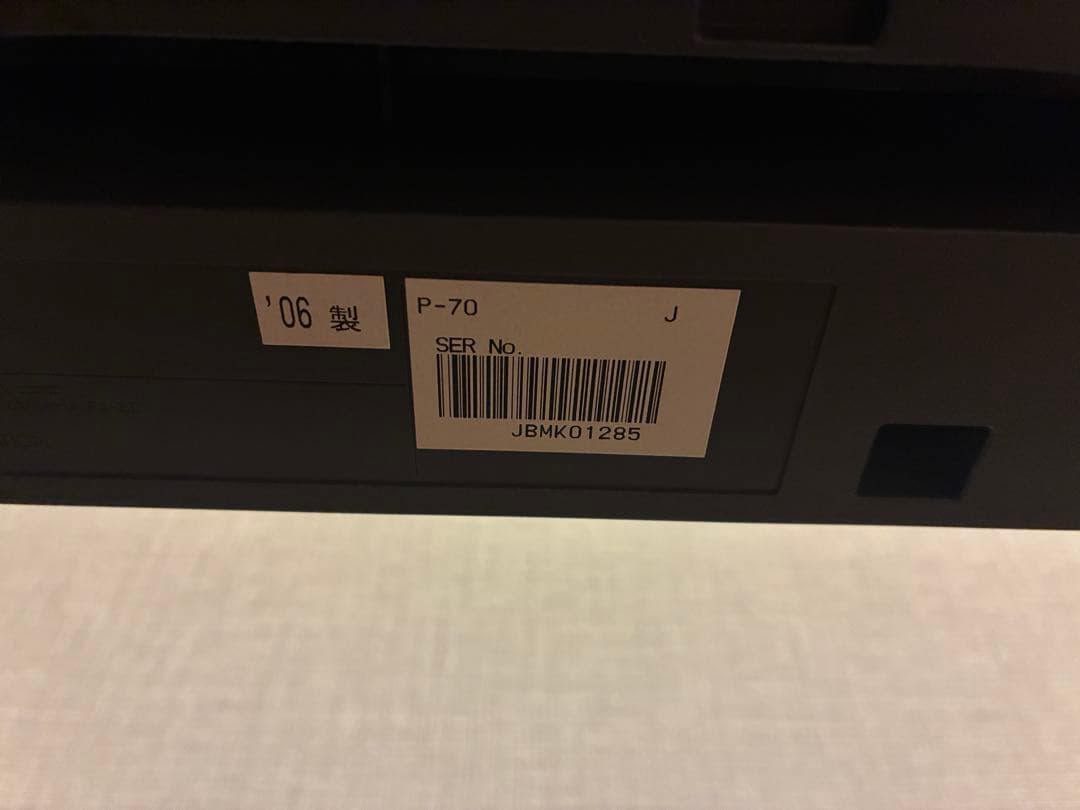 '06 製
P-70 J
SER No.
JBMK01285